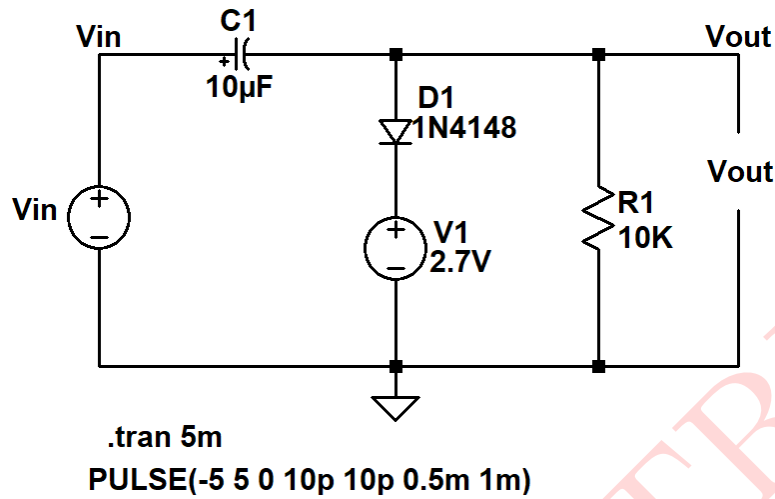 C1
Vin
Vout
10µF
D1
1N4148
Vout
Vin
V1
2.7V
R1
10K
.tran 5m
PULSE(-5 5 0 10p 10p 0.5m 1m)